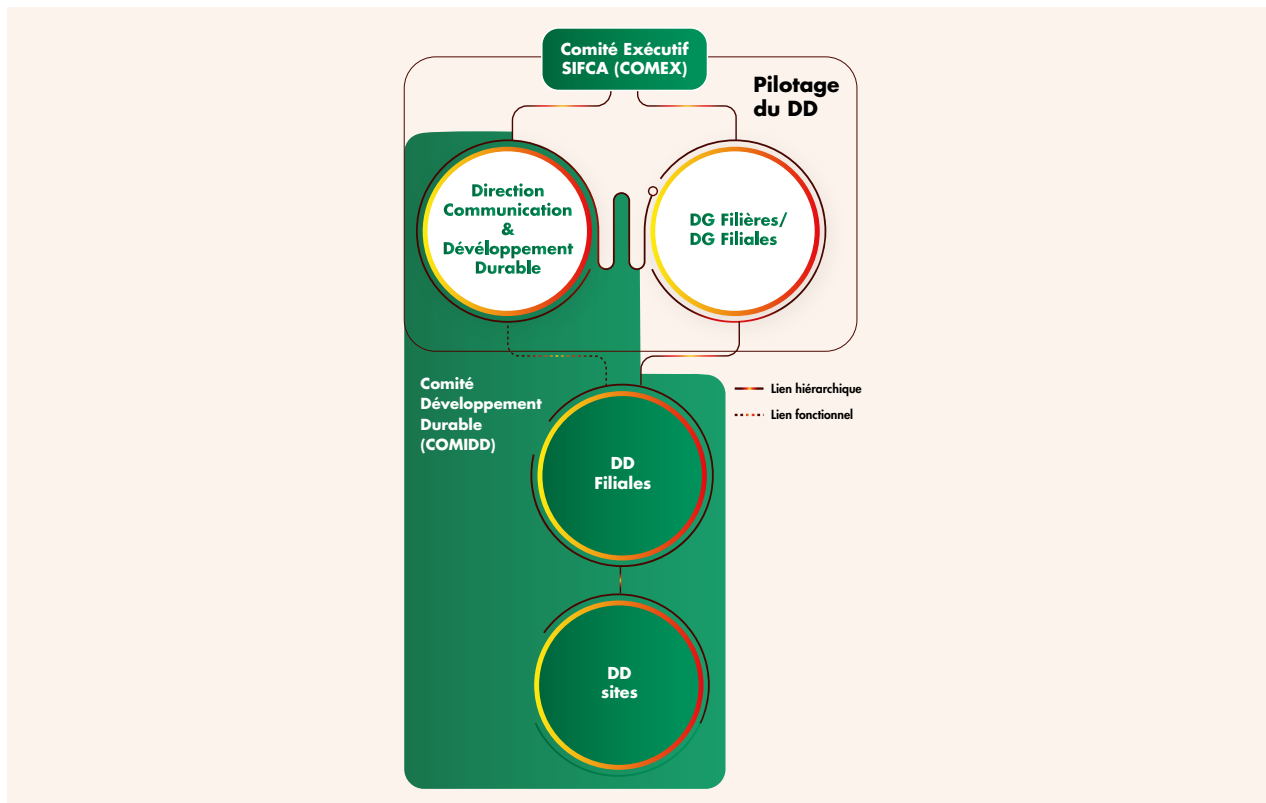 Comité Exécutif
SIFCA (COMEX)
Pilotage
du DD
Direction
Communication
&
Dévéloppement
Durable
DG Filières/
DG Filiales
Comité
Développement
Durable
(COMIDD)
Lien hiérarchique
Lien fonctionnel
DD
Filiales
DD
sites